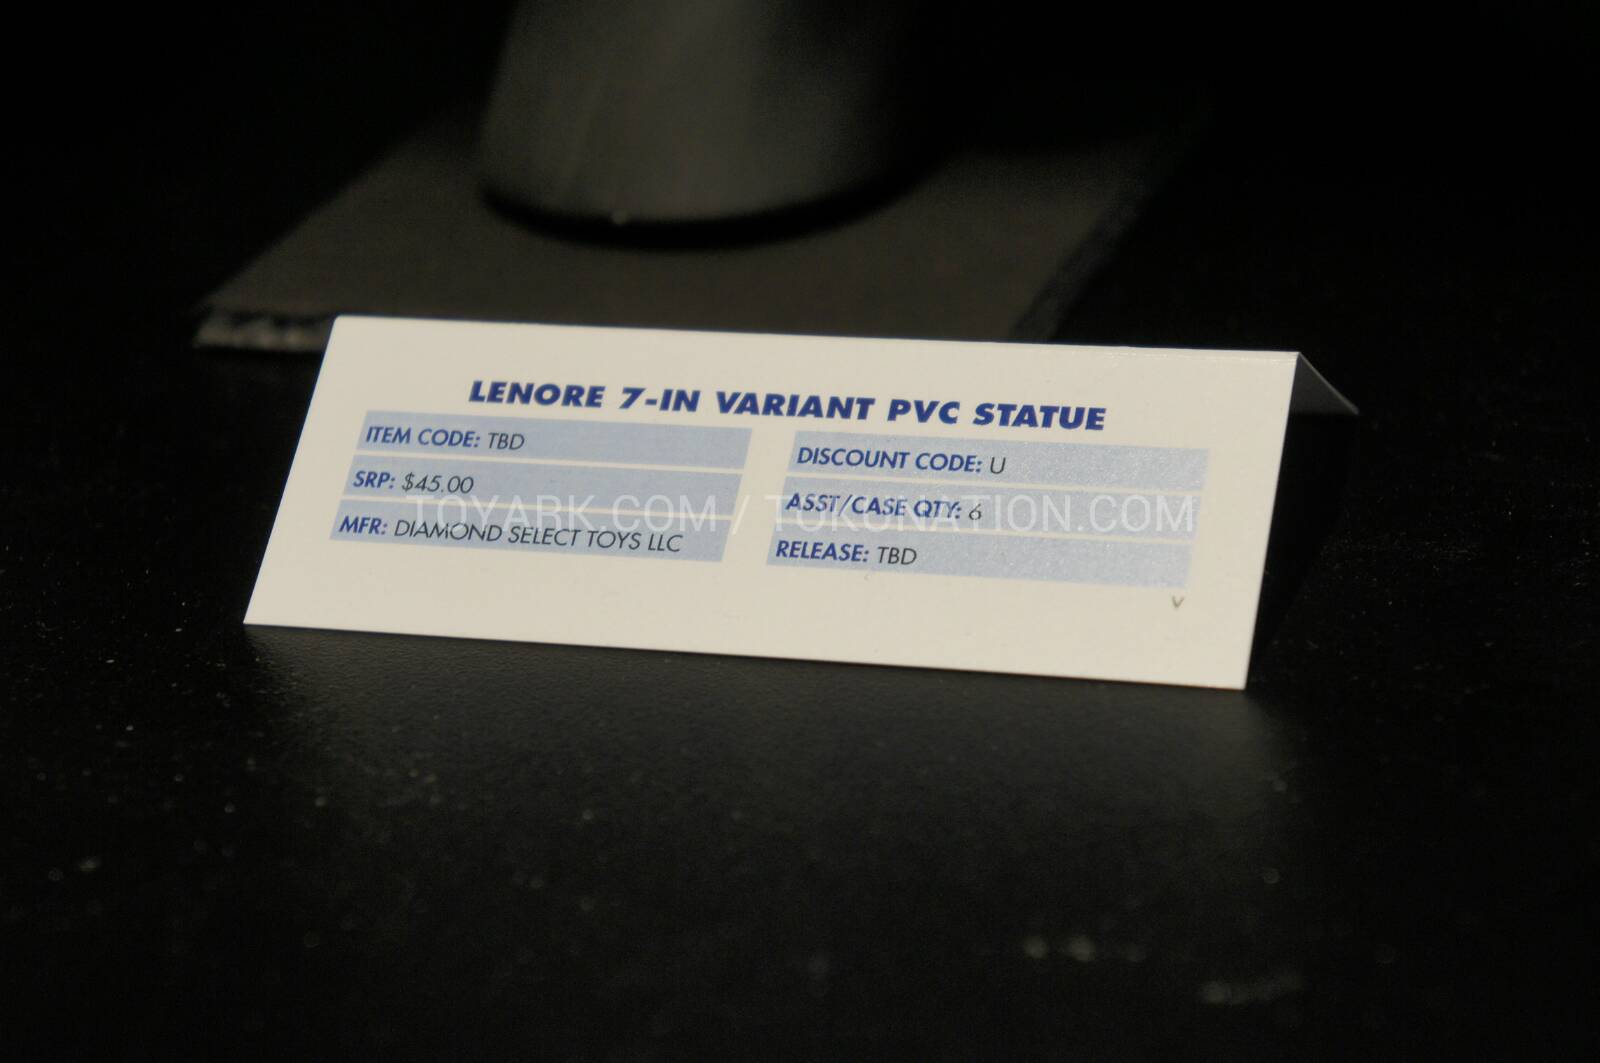 LENORE 7-IN VARIANT PVC STATUE
ITEM CODE: TBD
SRP: $45.00
MFR: DIAMOND SELECT TOYS LLC
DISCOUNT CODE: U
ASST/CASE QTY: 6
RELEASE: TBD
V
TOYARK.COM / TOKUNATION.COM